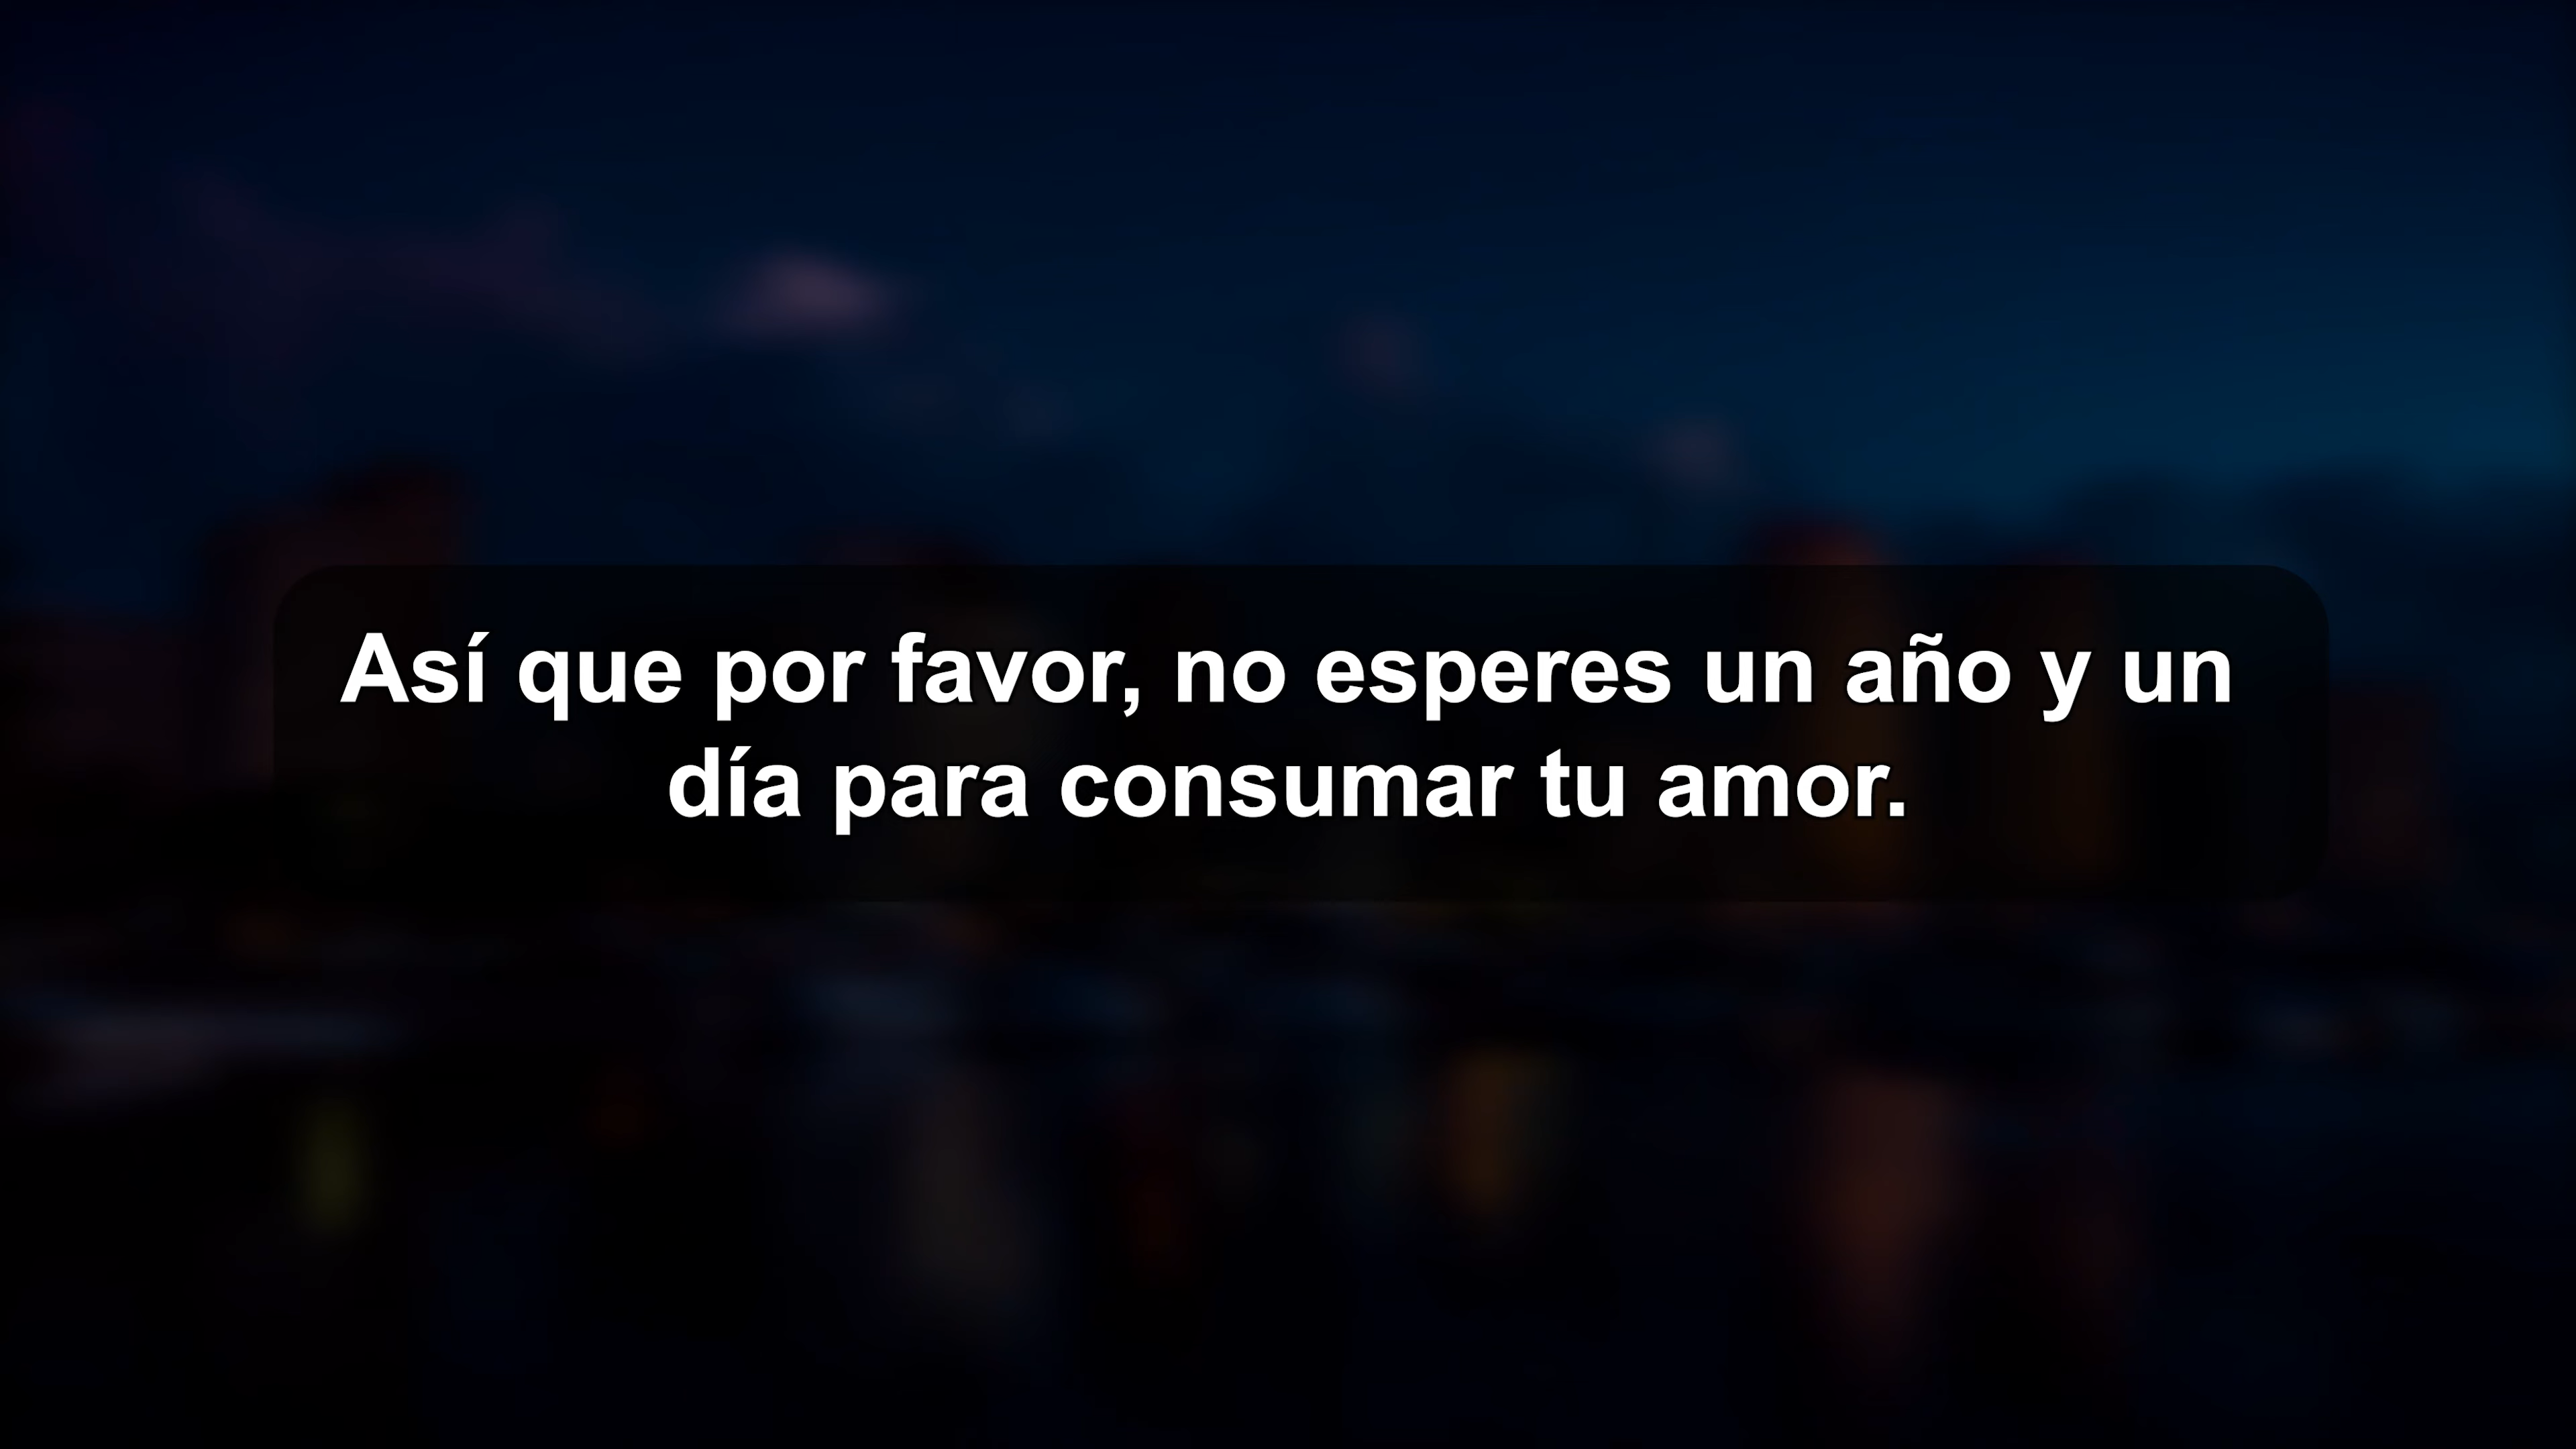 Así que por favor, no esperes un año y un
día para consumar tu amor.